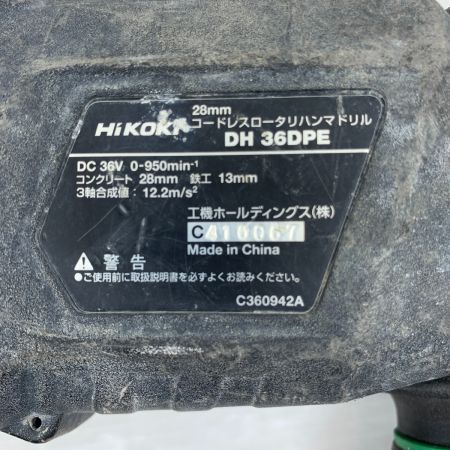 28mm
HiKOKI コードレスロータリハンマドリル
DH 36DPE
DC 36V 0-950min⁻¹
コンクリート 28mm 鉄工 13mm
3軸合成値: 12.2m/s²
工機ホールディングス(株)
C410067
Made in China
警告
●ご使用前に取扱説明書を必ずよくお読みください。
C360942A